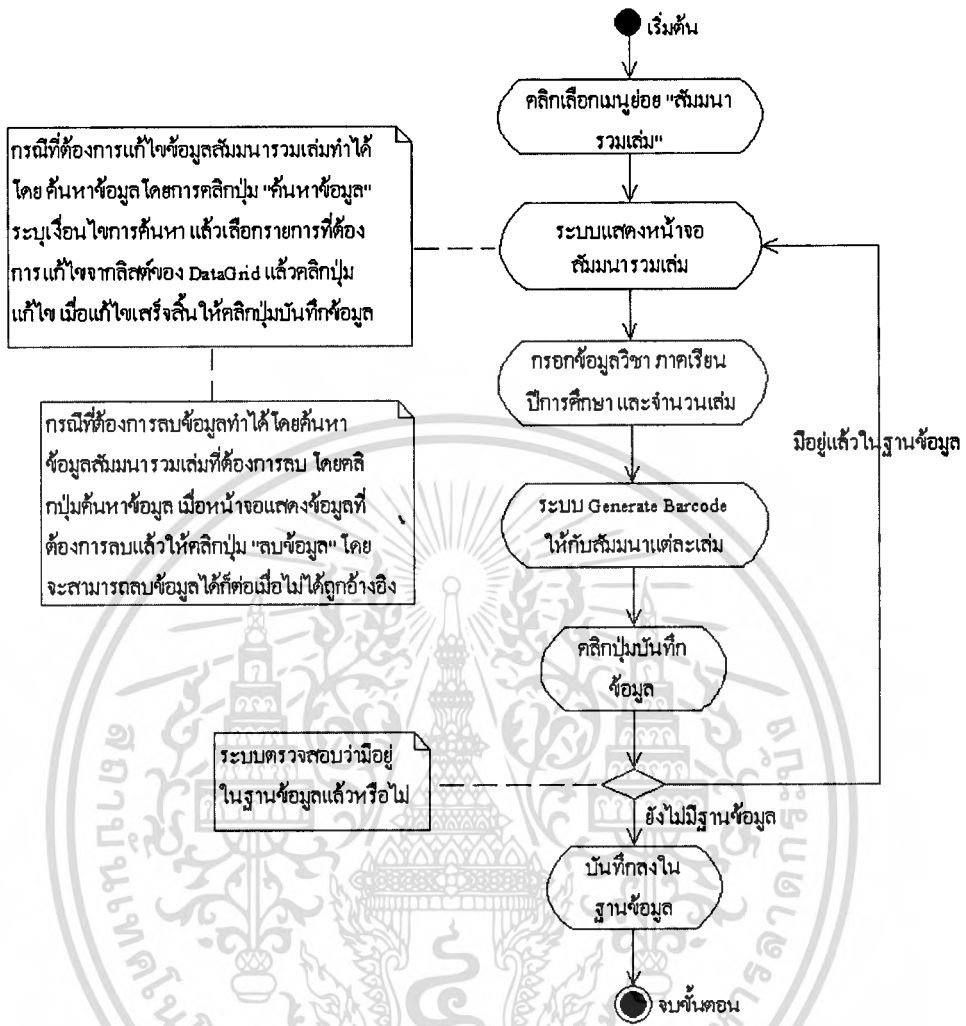 เริ่มต้น
คลิกเลือกเมนูย่อย "สัมมนา
รวมเล่ม"
กรณีที่ต้องการแก้ไขข้อมูลสัมมนารวมเล่มทำได้
โดย ค้นหาข้อมูล โดยการคลิกปุ่ม "ค้นหาข้อมูล"
ระบุเงื่อนไขการค้นหา แล้วเลือกรายการที่ต้อง
การ แก้ไขจากลิสต์ของ DataGrid แล้วคลิกปุ่ม
แก้ไข เมื่อแก้ไขเสร็จสิ้นให้คลิกปุ่มบันทึกข้อมูล
ระบบแสดงหน้าจอ
สัมมนารวมเล่ม
กรอกข้อมูลวิชา ภาคเรียน
ปีการศึกษา และจำนวนเล่ม
กรณีที่ต้องการลบข้อมูลทำได้ โดยค้นหา
ข้อมูลสัมมนารวมเล่มที่ต้องการลบ โดยคลิ
กปุ่มค้นหาข้อมูล เมื่อหน้าจอแสดงข้อมูลที่
ต้องการลบแล้วให้คลิกปุ่ม "ลบข้อมูล" โดย
จะสามารถลบข้อมูลได้ก็ต่อเมื่อไม่ได้ถูกอ้างอิง
มีอยู่แล้วในฐานข้อมูล
ระบบ Generate Barcode
ให้กับสัมมนาแต่ละเล่ม
คลิกปุ่มบันทึก
ข้อมูล
ระบบตรวจสอบว่ามีอยู่
ในฐานข้อมูลแล้วหรือไม่
ยังไม่มีฐานข้อมูล
บันทึกลงใน
ฐานข้อมูล
จบขั้นตอน